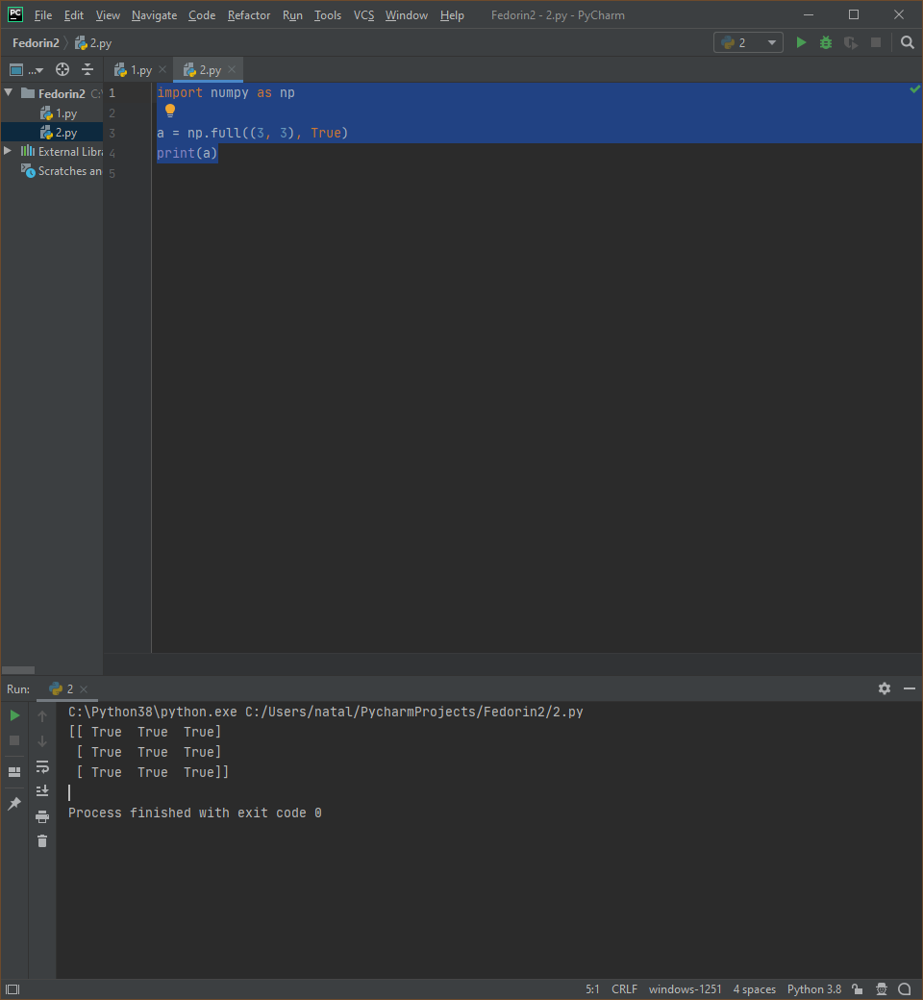 PC File Edit View Navigate Code Refactor Run Tools VCS Window Help Fedorin2 - 2.py - PyCharm
Fedorin2 2.py 2
... 1.py 2.py
Fedorin2 C:\
1.py
2.py
External Libra
Scratches an
1 import numpy as np
2
3 a = np.full((3, 3), True)
4 print(a)
5
Run: 2
C:\Python38\python.exe C:/Users/natal/PycharmProjects/Fedorin2/2.py
[[ True  True  True]
 [ True  True  True]
 [ True  True  True]]
Process finished with exit code 0
5:1 CRLF windows-1251 4 spaces Python 3.8